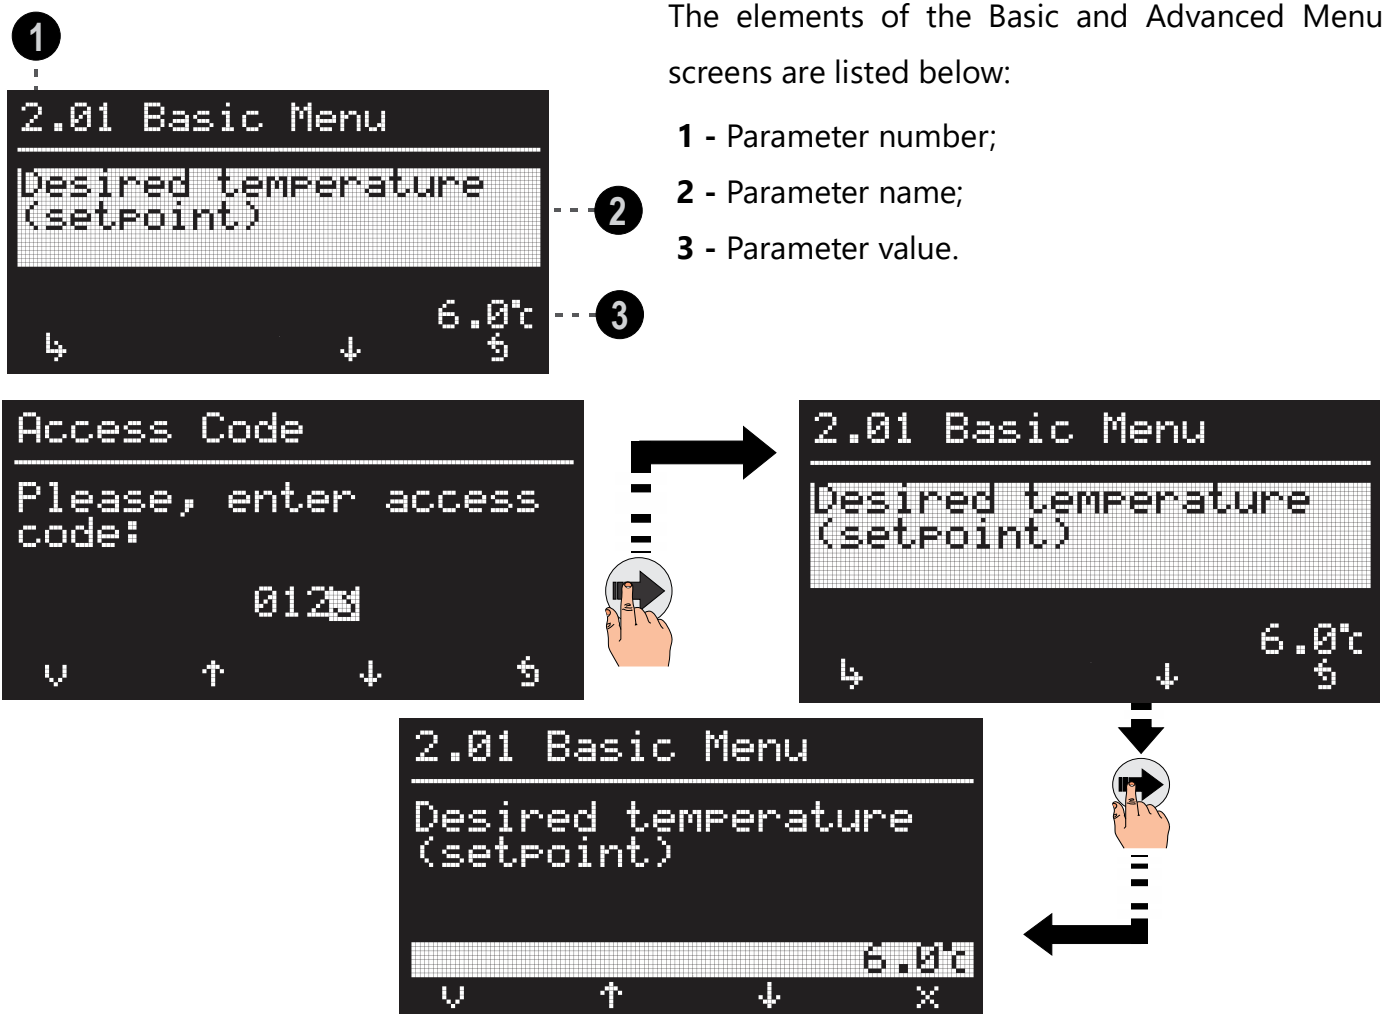 The elements of the Basic and Advanced Menu
screens are listed below:
1 - Parameter number;
2 - Parameter name;
3 - Parameter value.
1
2.01 Basic Menu
Desired temperature
(setpoint)
2
6.0°c
3
Access Code
Please, enter access
code:
012
2.01 Basic Menu
Desired temperature
(setpoint)
6.0°c
2.01 Basic Menu
Desired temperature
(setpoint)
6.0°c